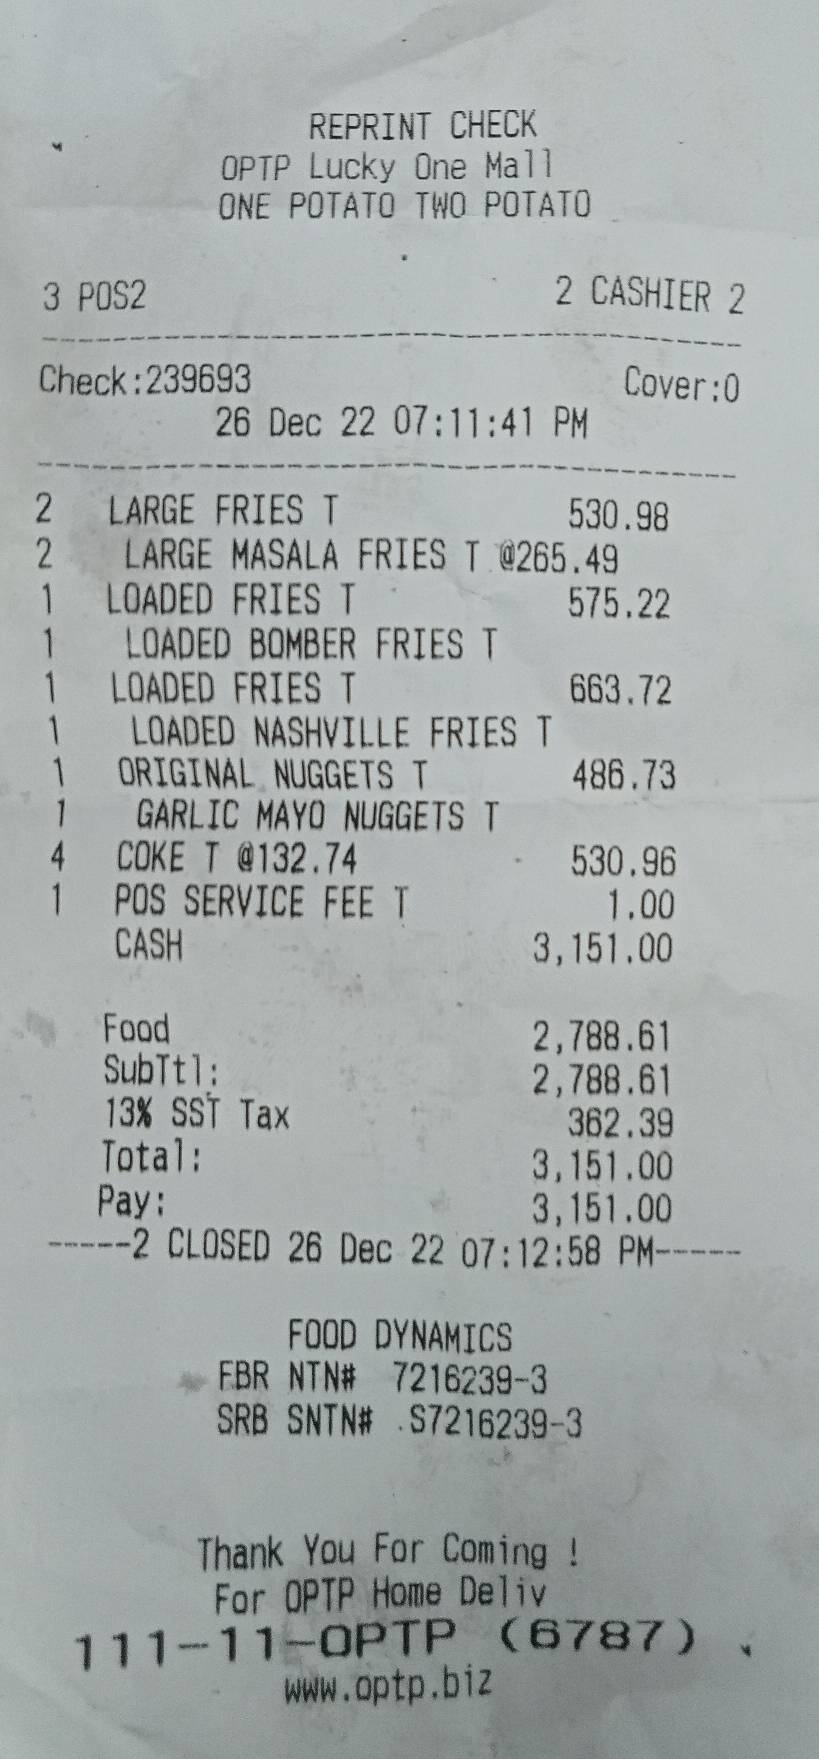 REPRINT CHECK
OPTP Lucky One Mall
ONE POTATO TWO POTATO
3 POS2 2 CASHIER 2
Check:239693 Cover:0
26 Dec 22 07:11:41 PM
2 LARGE FRIES T 530.98
2 LARGE MASALA FRIES T @265.49
1 LOADED FRIES T 575.22
1 LOADED BOMBER FRIES T
1 LOADED FRIES T 663.72
1 LOADED NASHVILLE FRIES T
1 ORIGINAL NUGGETS T 486.73
1 GARLIC MAYO NUGGETS T
4 COKE T @132.74 530.96
1 POS SERVICE FEE T 1.00
CASH 3,151.00
Food 2,788.61
SubTtl: 2,788.61
13% SST Tax 362.39
Total: 3,151.00
Pay: 3,151.00
-----2 CLOSED 26 Dec 22 07:12:58 PM-----
FOOD DYNAMICS
FBR NTN# 7216239-3
SRB SNTN# S7216239-3
Thank You For Coming !
For OPTP Home Deliv
111-11-OPTP (6787)
www.optp.biz